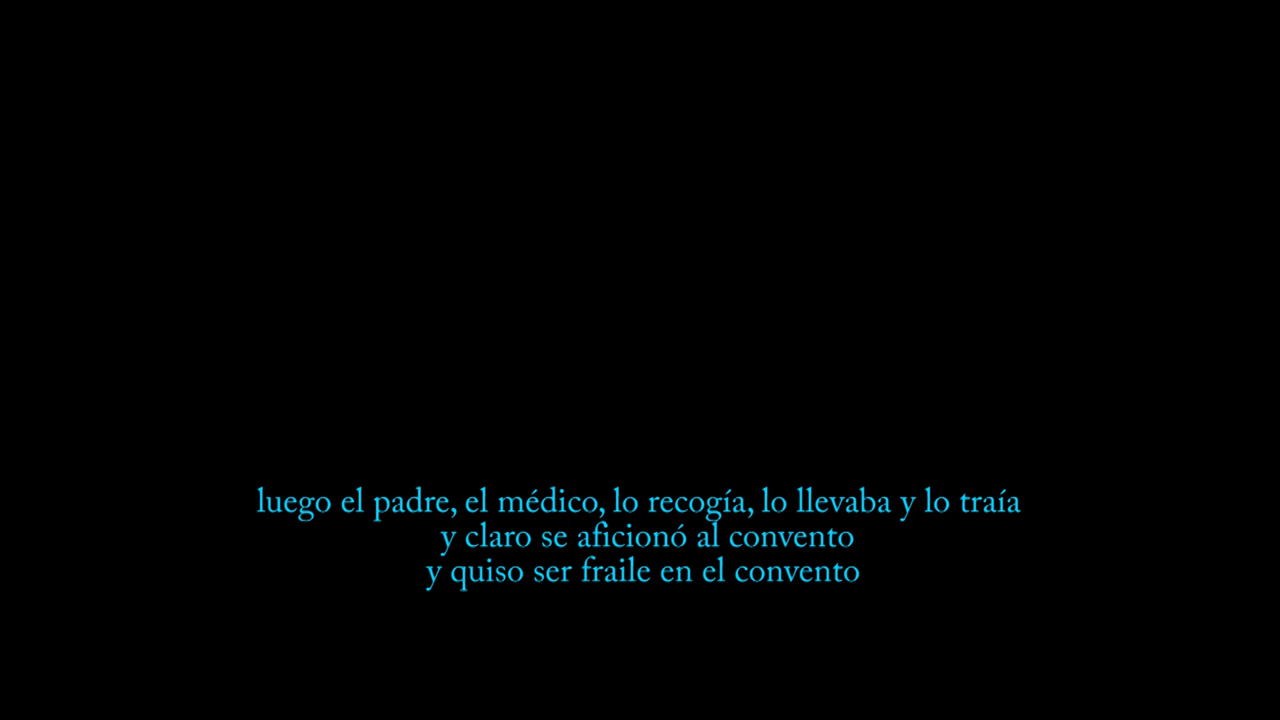 luego el padre, el médico, lo recogía, lo llevaba y lo traía
y claro se aficionó al convento
y quiso ser fraile en el convento